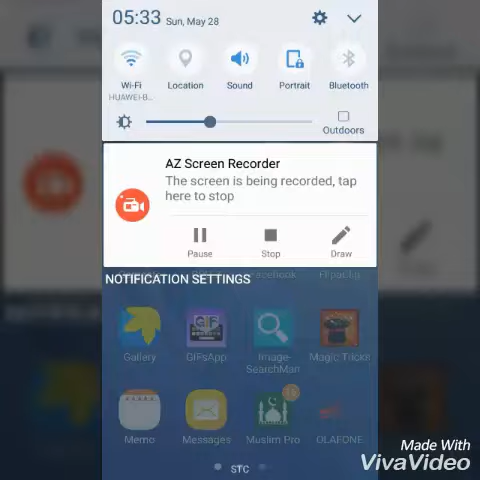 05:33 Sun, May 28
Wi-Fi
Location
Sound
Portrait
Bluetooth
HUAWEI-B...
Outdoors
AZ Screen Recorder
The screen is being recorded, tap
here to stop
Pause
Stop
Draw
Facebook
NOTIFICATION SETTINGS
Gallery
GIFsApp
Image-
SearchMan
Magic Tricks
GIF
Memo
Messages
Muslim Pro
OLAFONE
STC
Made With
VivaVideo